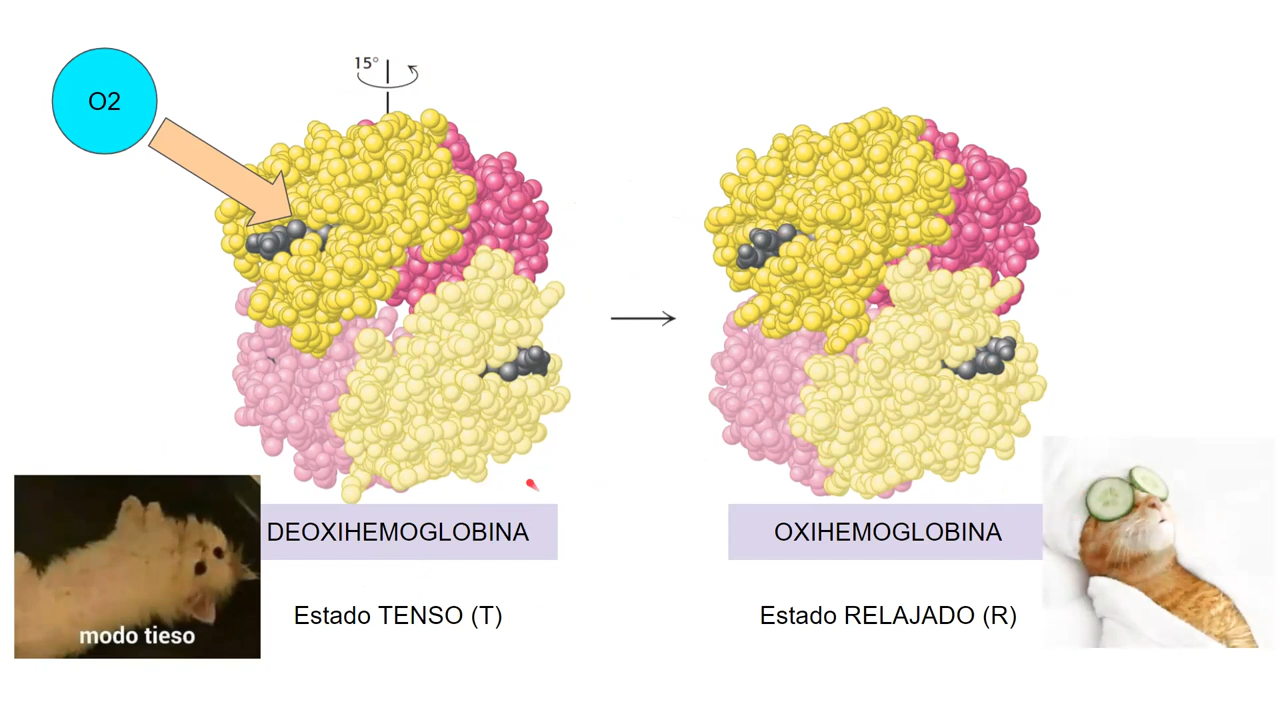 O2
15°
DEOXIHEMOGLOBINA
OXIHEMOGLOBINA
Estado TENSO (T)
Estado RELAJADO (R)
modo tieso